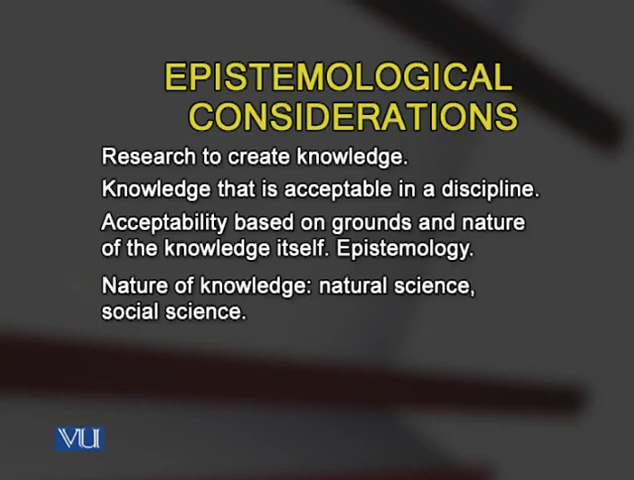 EPISTEMOLOGICAL
CONSIDERATIONS
Research to create knowledge.
Knowledge that is acceptable in a discipline.
Acceptability based on grounds and nature
of the knowledge itself. Epistemology.
Nature of knowledge: natural science,
social science.
VU